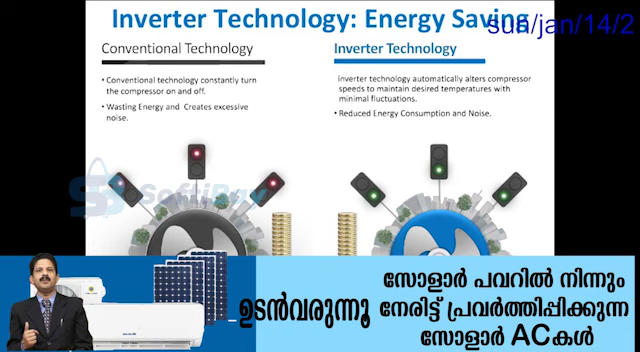 Inverter Technology: Energy Saving
sun/jan/14/2
Conventional Technology
Inverter Technology
• Conventional technology constantly turn
the compressor on and off.
• Wasting Energy and Creates excessive
noise.
inverter technology automatically alters compressor
speeds to maintain desired temperatures with
minimal fluctuations.
• Reduced Energy Consumption and Noise.
ഉടൻവരുന്നൂ
സോളാർ പവറിൽ നിന്നും
നേരിട്ട് പ്രവർത്തിപ്പിക്കുന്ന
സോളാർ ACകൾ